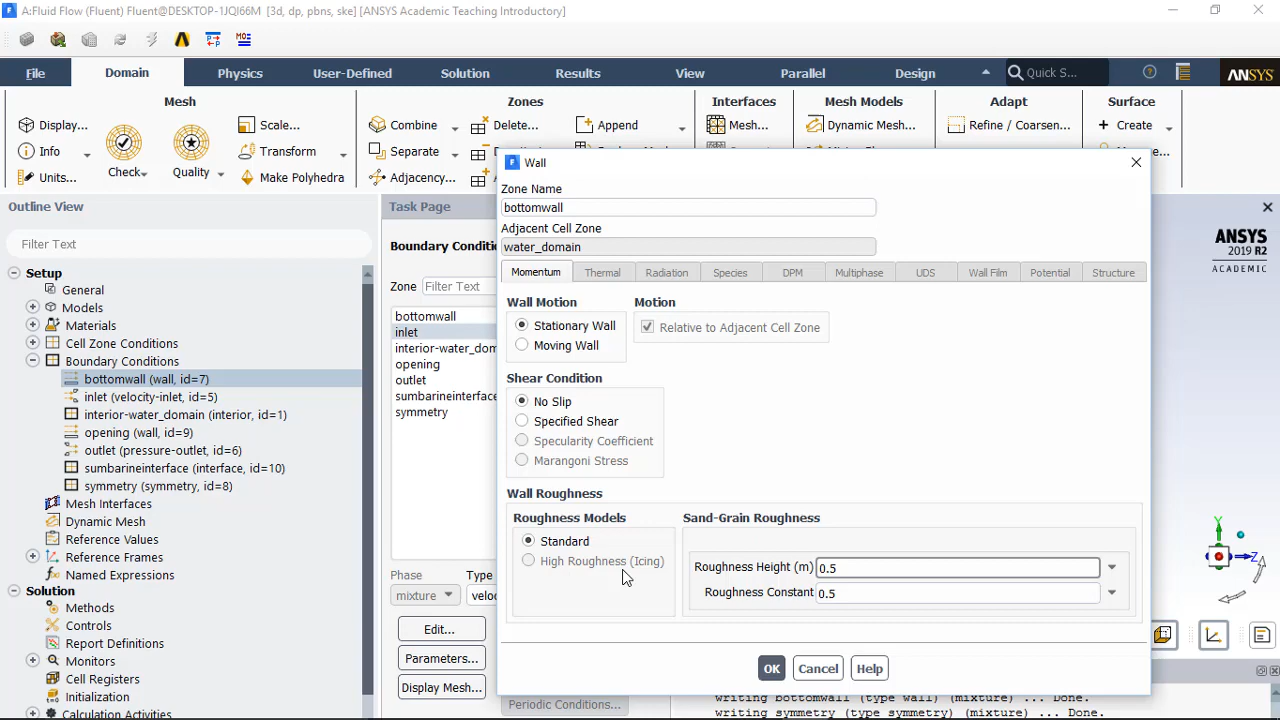 A:Fluid Flow (Fluent) Fluent@DESKTOP-1JQI66M [3d, dp, pbns, ske] [ANSYS Academic Teaching Introductory]
File Domain Physics User-Defined Solution Results View Parallel Design Quick S... ANSYS
Mesh Zones Interfaces Mesh Models Adapt Surface
Display... Scale... Combine Delete... Append Mesh... Dynamic Mesh... Refine / Coarsen... Create
Info Transform Separate
Units... Check Quality Make Polyhedra Adjacency...
Outline View
Filter Text
Setup
General
Models
Materials
Cell Zone Conditions
Boundary Conditions
bottomwall (wall, id=7)
inlet (velocity-inlet, id=5)
interior-water_domain (interior, id=1)
opening (wall, id=9)
outlet (pressure-outlet, id=6)
sumbarineinterface (interface, id=10)
symmetry (symmetry, id=8)
Mesh Interfaces
Dynamic Mesh
Reference Values
Reference Frames
Named Expressions
Solution
Methods
Controls
Report Definitions
Monitors
Cell Registers
Initialization
Calculation Activities
Task Page
Boundary Conditi
Zone Filter Text
bottomwall
inlet
interior-water_dom
opening
outlet
sumbarineinterface
symmetry
Phase Type
mixture veloc
Edit...
Parameters...
Display Mesh...
Periodic Conditions...
Wall
Zone Name
bottomwall
Adjacent Cell Zone
water_domain
Momentum Thermal Radiation Species DPM Multiphase UDS Wall Film Potential Structure
Wall Motion Motion
Stationary Wall Relative to Adjacent Cell Zone
Moving Wall
Shear Condition
No Slip
Specified Shear
Specularity Coefficient
Marangoni Stress
Wall Roughness
Roughness Models Sand-Grain Roughness
Standard
High Roughness (Icing)
Roughness Height (m) 0.5
Roughness Constant 0.5
OK Cancel Help
ANSYS
2019 R2
ACADEMIC
Y
Z
writing bottomwall (type wall) (mixture) ... Done.
writing symmetry (type symmetry) (mixture) ... Done.